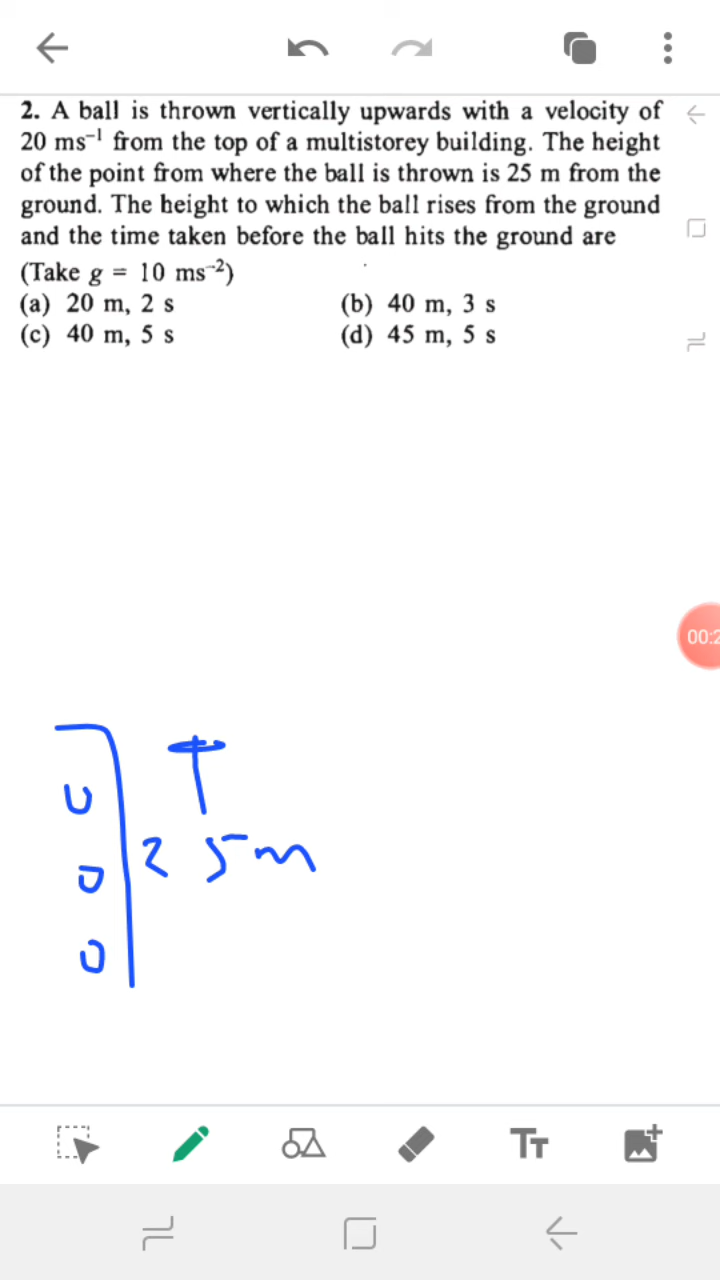 2. A ball is thrown vertically upwards with a velocity of
20 ms⁻¹ from the top of a multistorey building. The height
of the point from where the ball is thrown is 25 m from the
ground. The height to which the ball rises from the ground
and the time taken before the ball hits the ground are
(Take g = 10 ms⁻²)
(a) 20 m, 2 s (b) 40 m, 3 s
(c) 40 m, 5 s (d) 45 m, 5 s
00:2
25m
TT